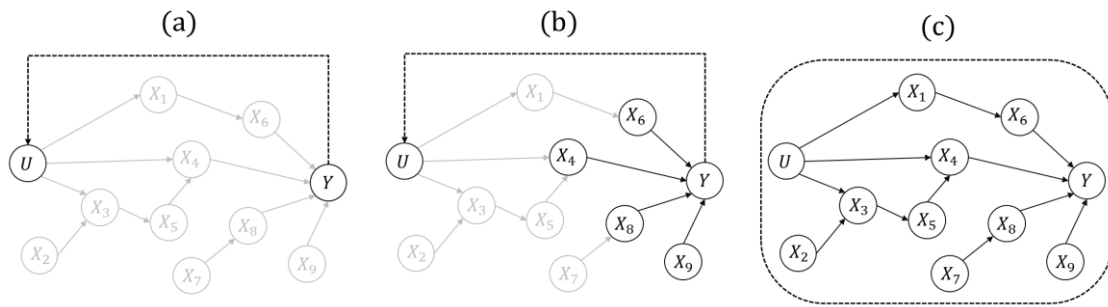 (a)
(b)
(c)
X₁
X₆
U
X₄
Y
X₃
X₅
X₈
X₂
X₇
X₉
X₁
X₆
U
X₄
Y
X₃
X₅
X₈
X₂
X₇
X₉
X₁
X₆
U
X₄
Y
X₃
X₅
X₈
X₂
X₇
X₉